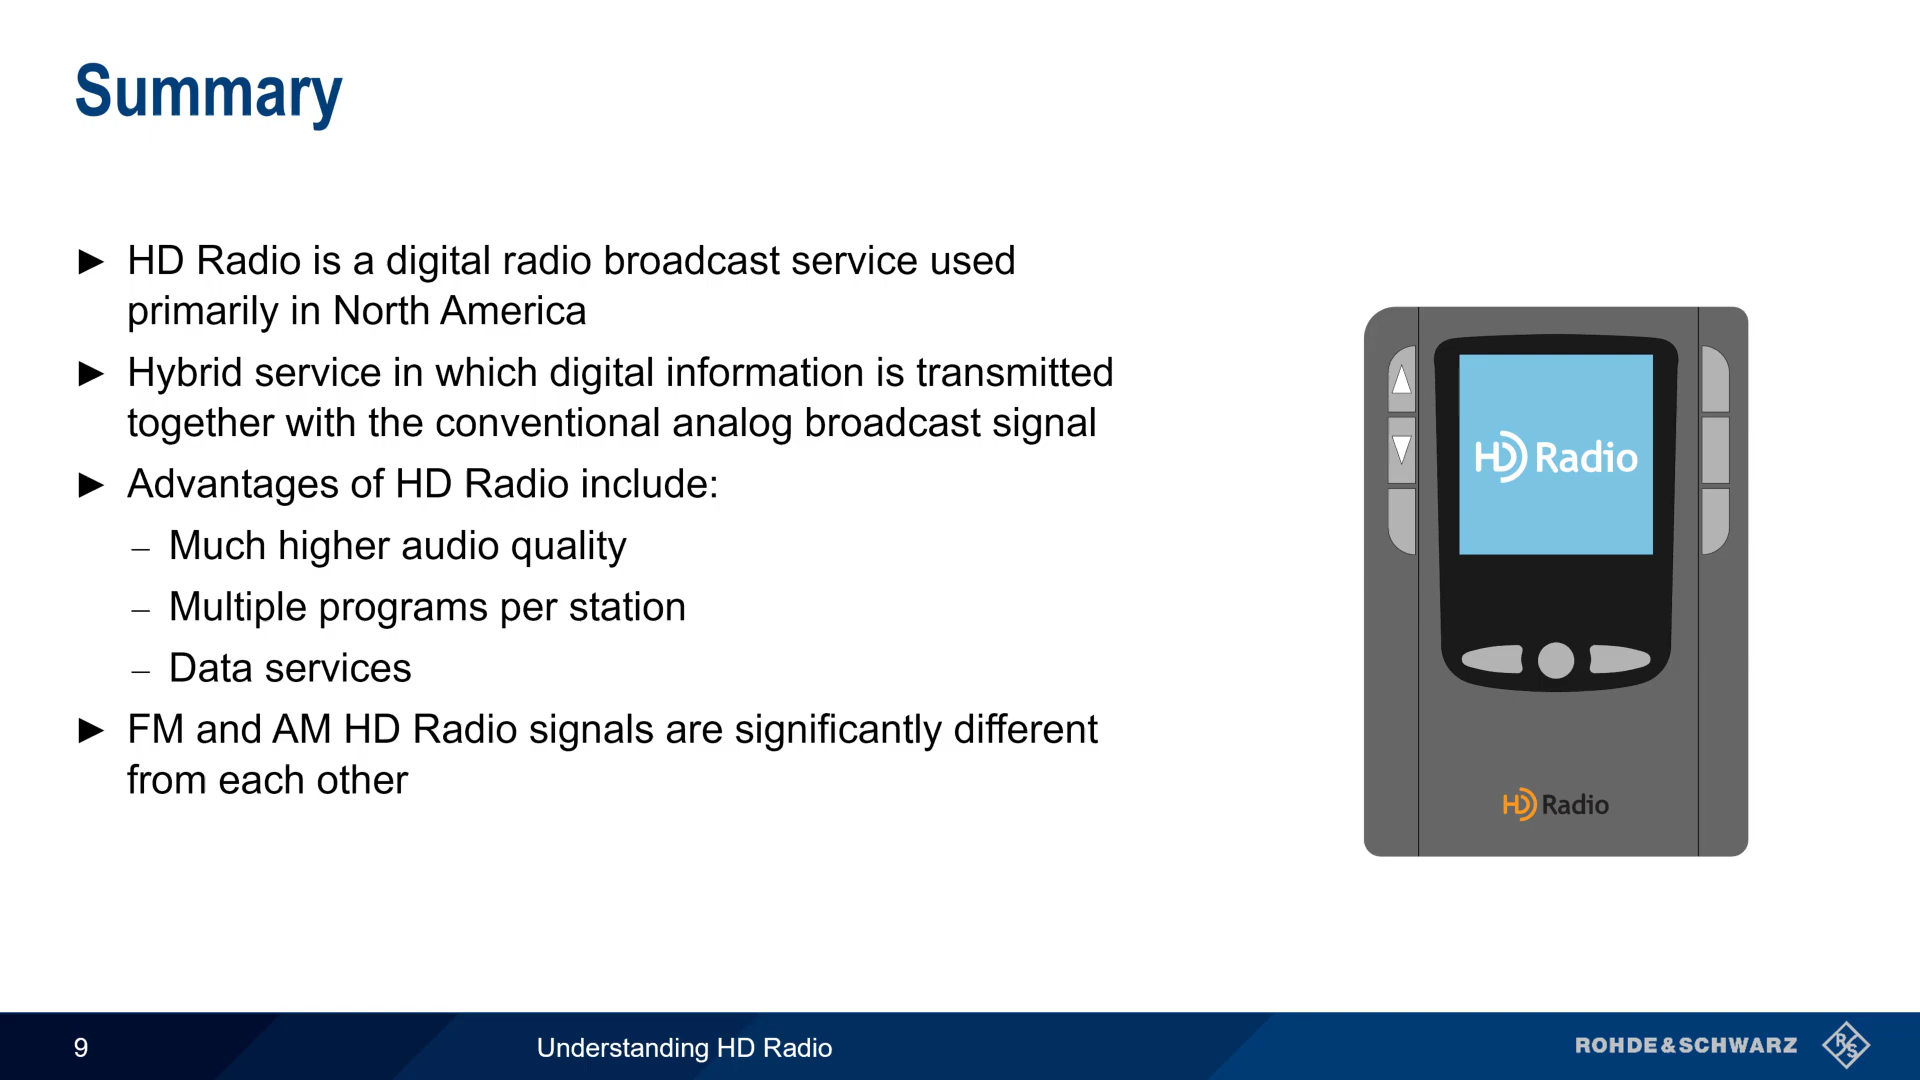 Summary
► HD Radio is a digital radio broadcast service used
primarily in North America
► Hybrid service in which digital information is transmitted
together with the conventional analog broadcast signal
► Advantages of HD Radio include:
– Much higher audio quality
– Multiple programs per station
– Data services
► FM and AM HD Radio signals are significantly different
from each other
HD Radio
HD Radio
9
Understanding HD Radio
ROHDE&SCHWARZ
R&S